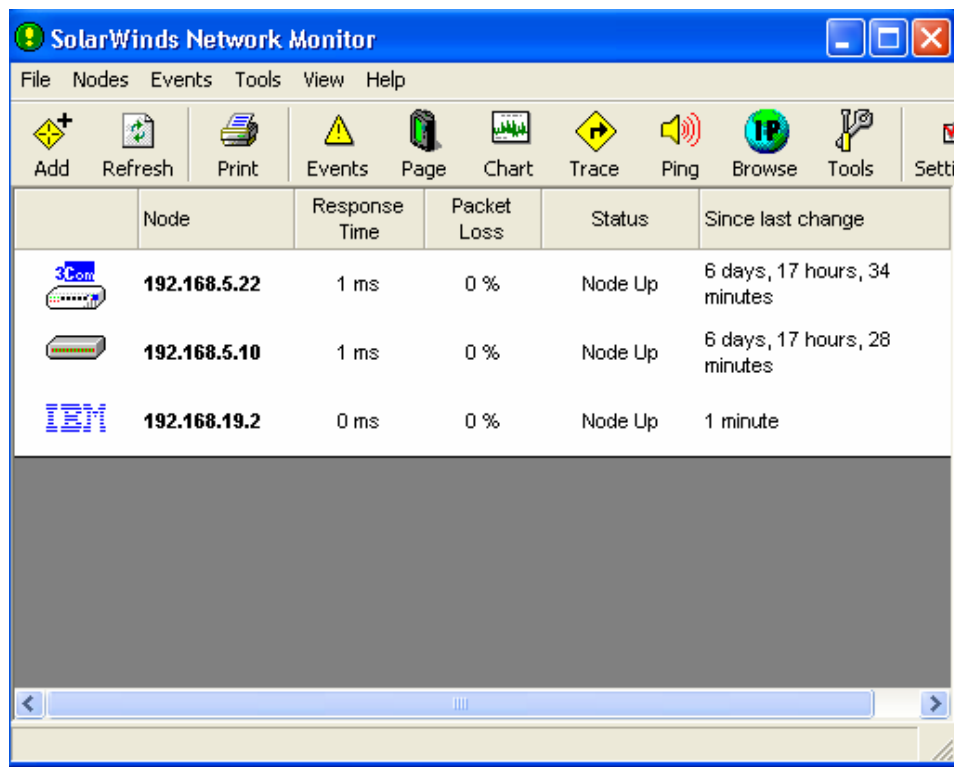 SolarWinds Network Monitor
File Nodes Events Tools View Help
Add Refresh Print Events Page Chart Trace Ping Browse Tools Setti
Node
Response
Time
Packet
Loss
Status
Since last change
3Com
192.168.5.22 1 ms 0 % Node Up
6 days, 17 hours, 34
minutes
192.168.5.10 1 ms 0 % Node Up
6 days, 17 hours, 28
minutes
IBM 192.168.19.2 0 ms 0 % Node Up 1 minute